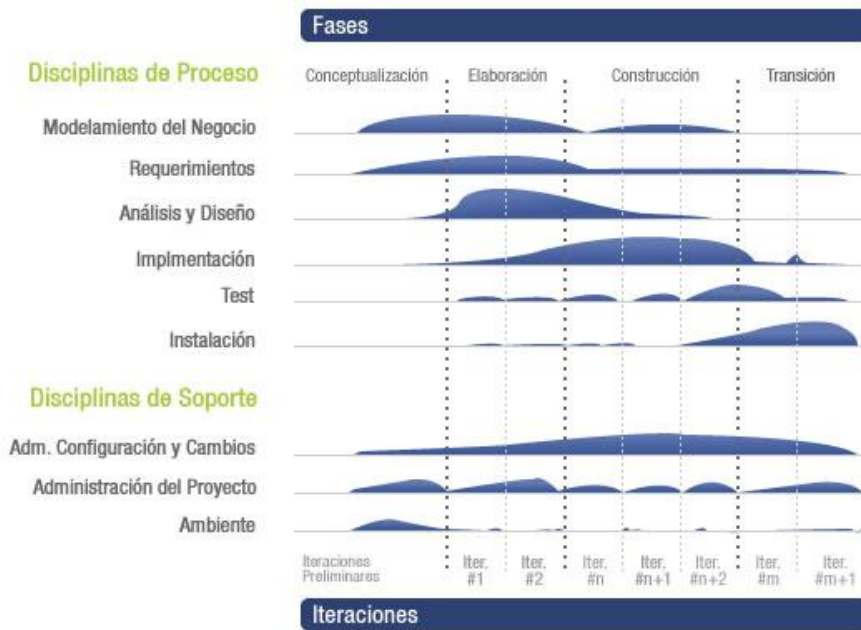 Fases
Disciplinas de Proceso
Conceptualización
Elaboración
Construcción
Transición
Modelamiento del Negocio
Requerimientos
Análisis y Diseño
Implmentación
Test
Instalación
Disciplinas de Soporte
Adm. Configuración y Cambios
Administración del Proyecto
Ambiente
Iteraciones
Preliminares
Iter.
#1
Iter.
#2
Iter.
#n
Iter.
#n+1
Iter.
#n+2
Iter.
#m
Iter.
#m+1
Iteraciones